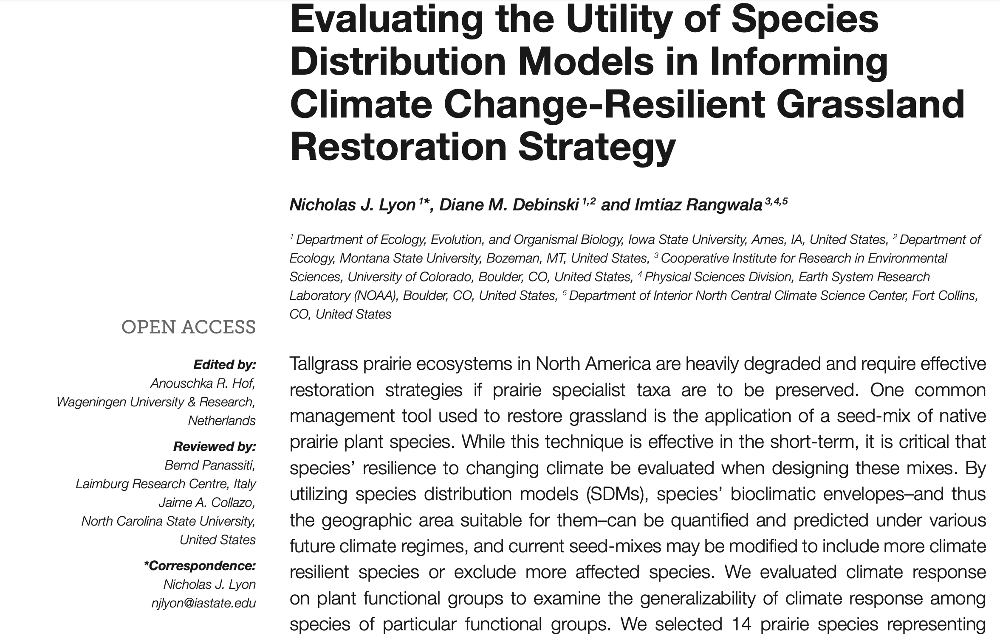 Evaluating the Utility of Species
Distribution Models in Informing
Climate Change-Resilient Grassland
Restoration Strategy
Nicholas J. Lyon 1*, Diane M. Debinski 1,2 and Imtiaz Rangwala 3,4,5
1 Department of Ecology, Evolution, and Organismal Biology, Iowa State University, Ames, IA, United States, 2 Department of
Ecology, Montana State University, Bozeman, MT, United States, 3 Cooperative Institute for Research in Environmental
Sciences, University of Colorado, Boulder, CO, United States, 4 Physical Sciences Division, Earth System Research
Laboratory (NOAA), Boulder, CO, United States, 5 Department of Interior North Central Climate Science Center, Fort Collins,
CO, United States
OPEN ACCESS
Edited by:
Anouschka R. Hof,
Wageningen University & Research,
Netherlands
Reviewed by:
Bernd Panassiti,
Laimburg Research Centre, Italy
Jaime A. Collazo,
North Carolina State University,
United States
*Correspondence:
Nicholas J. Lyon
njlyon@iastate.edu
Tallgrass prairie ecosystems in North America are heavily degraded and require effective
restoration strategies if prairie specialist taxa are to be preserved. One common
management tool used to restore grassland is the application of a seed-mix of native
prairie plant species. While this technique is effective in the short-term, it is critical that
species’ resilience to changing climate be evaluated when designing these mixes. By
utilizing species distribution models (SDMs), species’ bioclimatic envelopes–and thus
the geographic area suitable for them–can be quantified and predicted under various
future climate regimes, and current seed-mixes may be modified to include more climate
resilient species or exclude more affected species. We evaluated climate response
on plant functional groups to examine the generalizability of climate response among
species of particular functional groups. We selected 14 prairie species representing